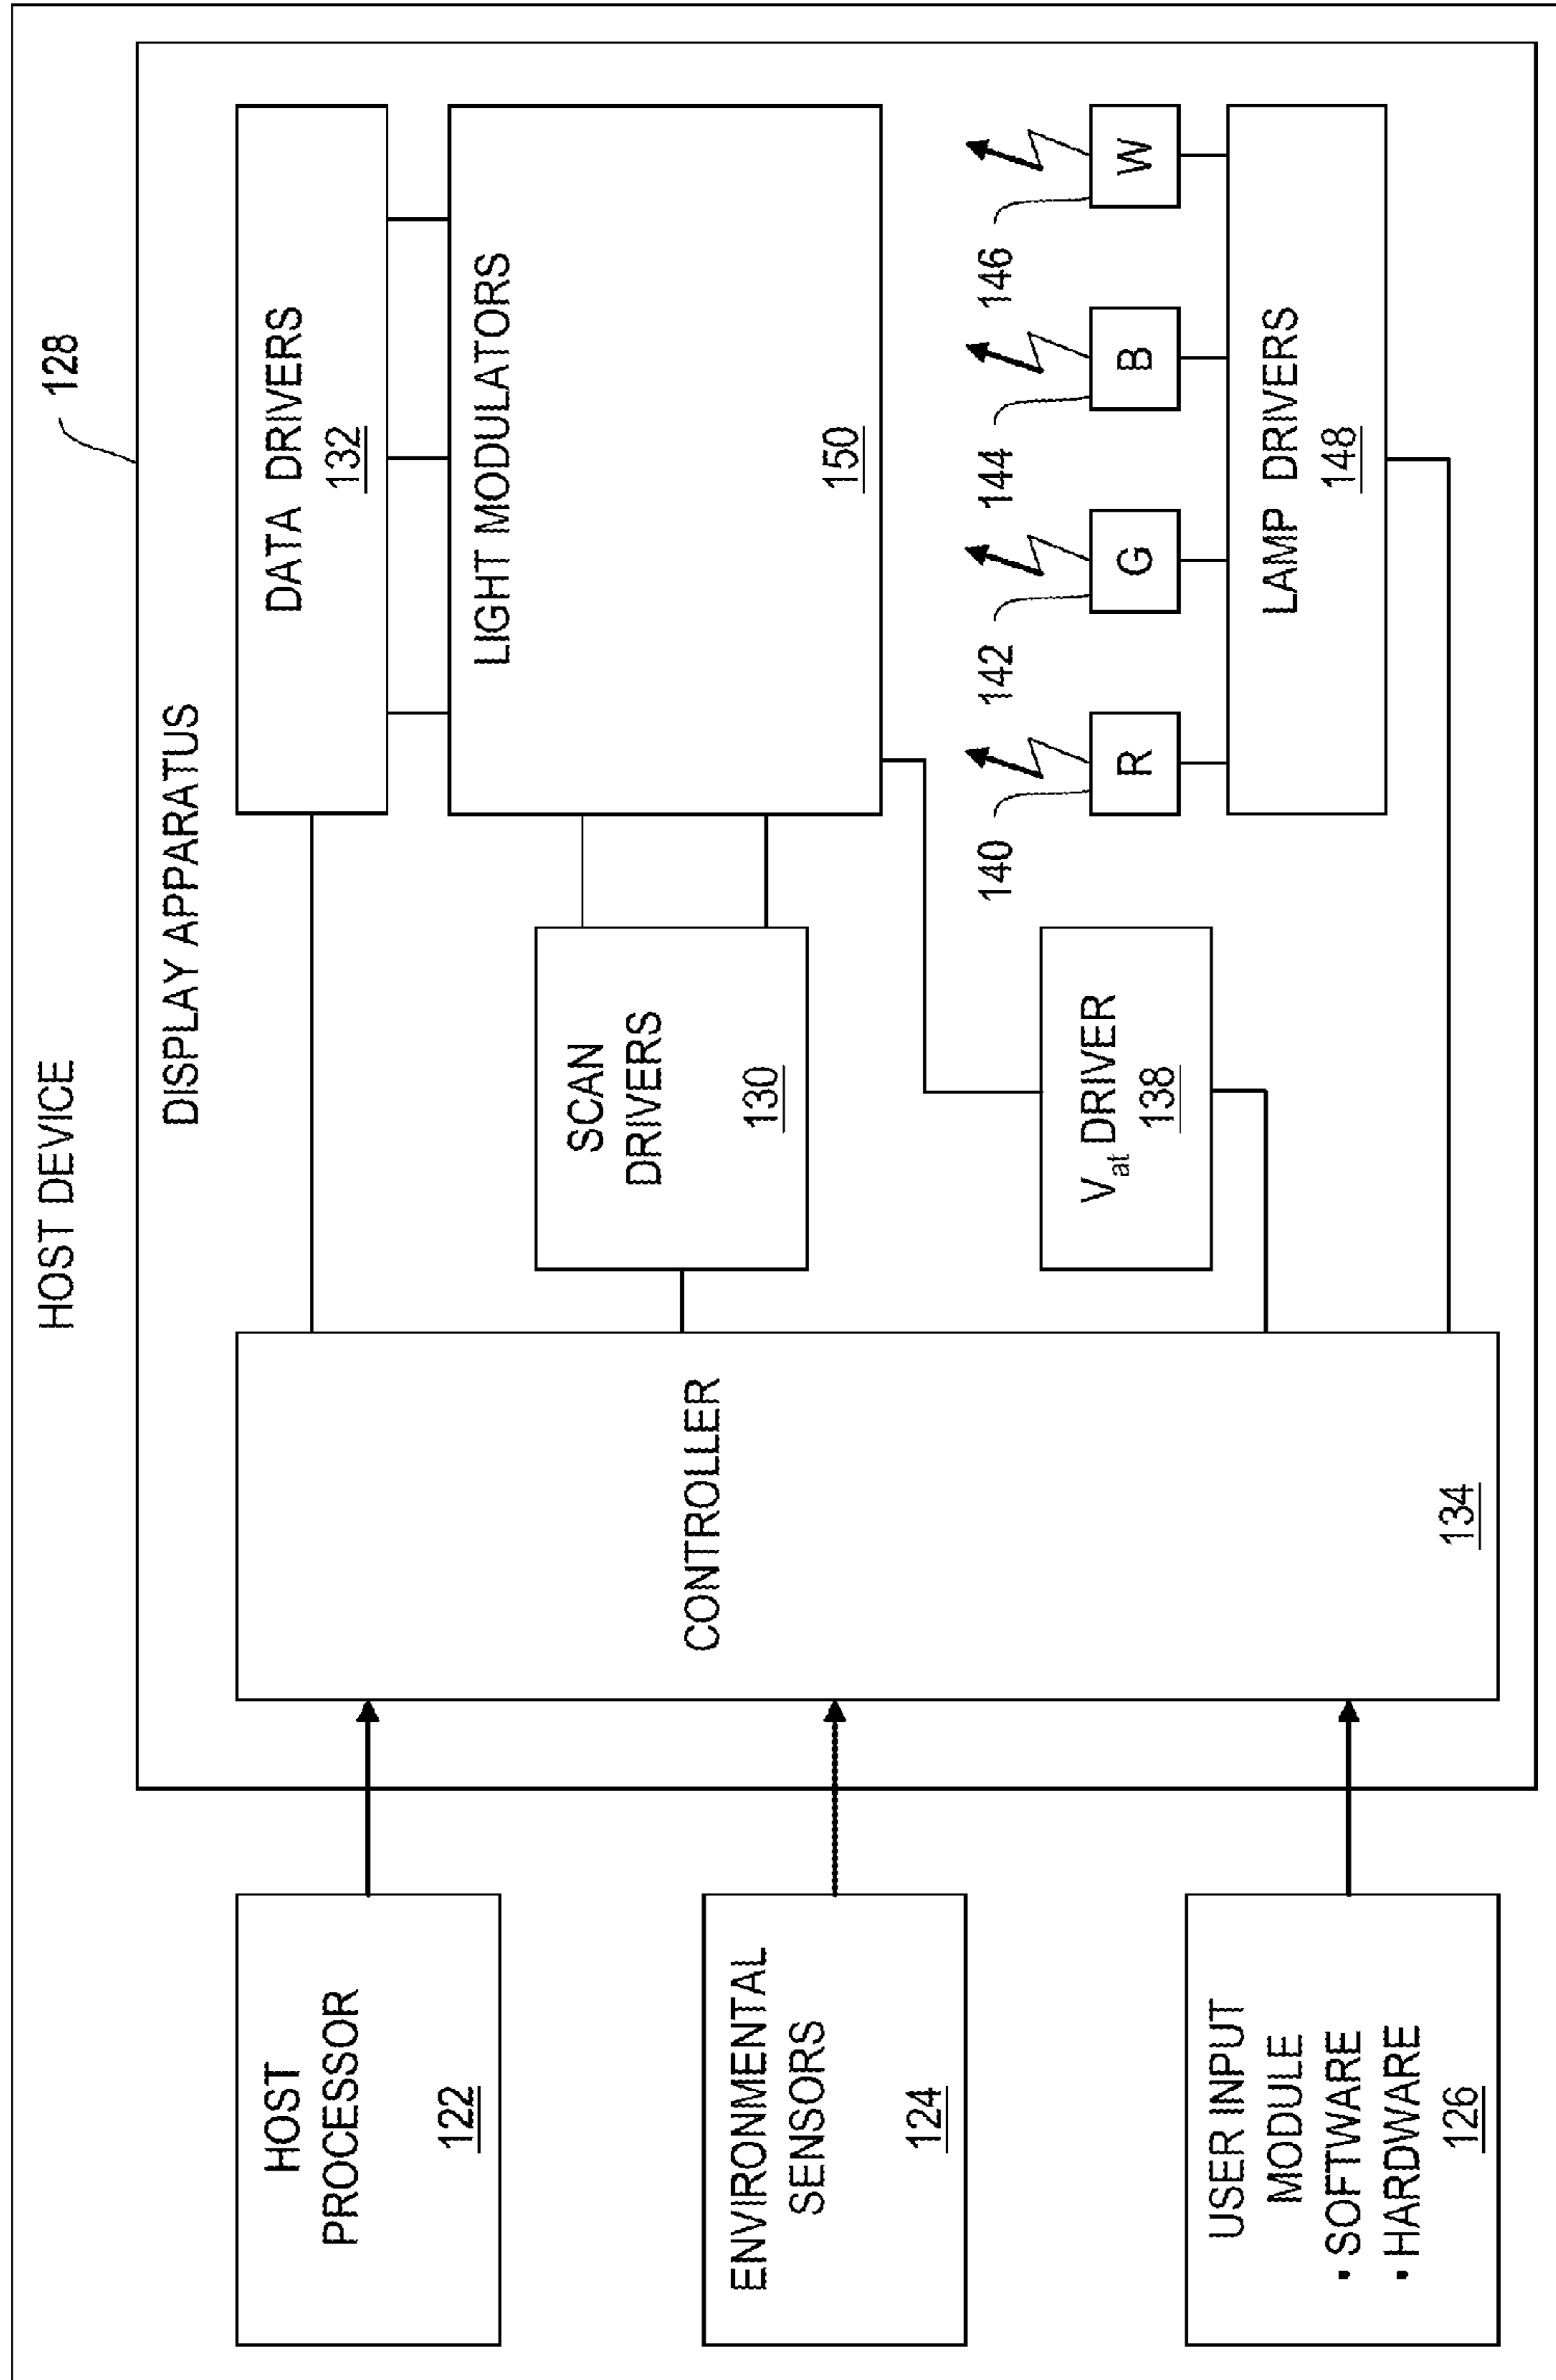 HOST DEVICE
128
DISPLAY APPARATUS
HOST
PROCESSOR
122
ENVIRONMENTAL
SENSORS
124
USER INPUT
MODULE
• SOFTWARE
• HARDWARE
126
CONTROLLER
134
SCAN
DRIVERS
130
Vat DRIVER
138
DATA DRIVERS
132
LIGHT MODULATORS
150
140
142
144
146
R
G
B
W
LAMP DRIVERS
148